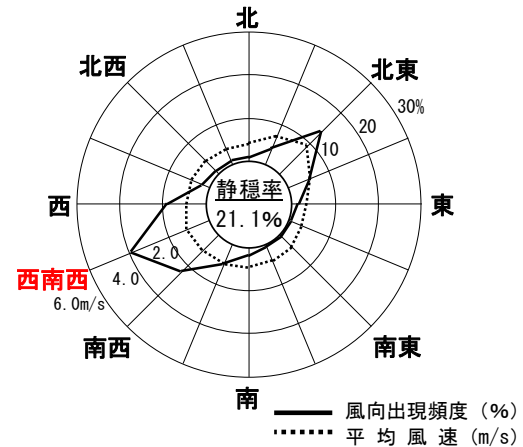 北
北西
北東
30%
20
10
静穏率
21.1%
西
東
2.0
西南西
4.0
6.0m/s
南西
南東
南
風向出現頻度 (%)
平 均 風 速 (m/s)